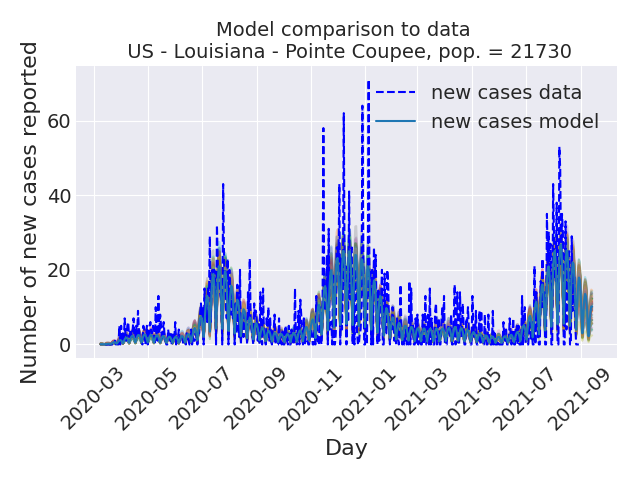 Model comparison to data
US - Louisiana - Pointe Coupee, pop. = 21730
new cases data
new cases model
Number of new cases reported
60
40
20
0
2020-03
2020-05
2020-07
2020-09
2020-11
2021-01
2021-03
2021-05
2021-07
2021-09
Day